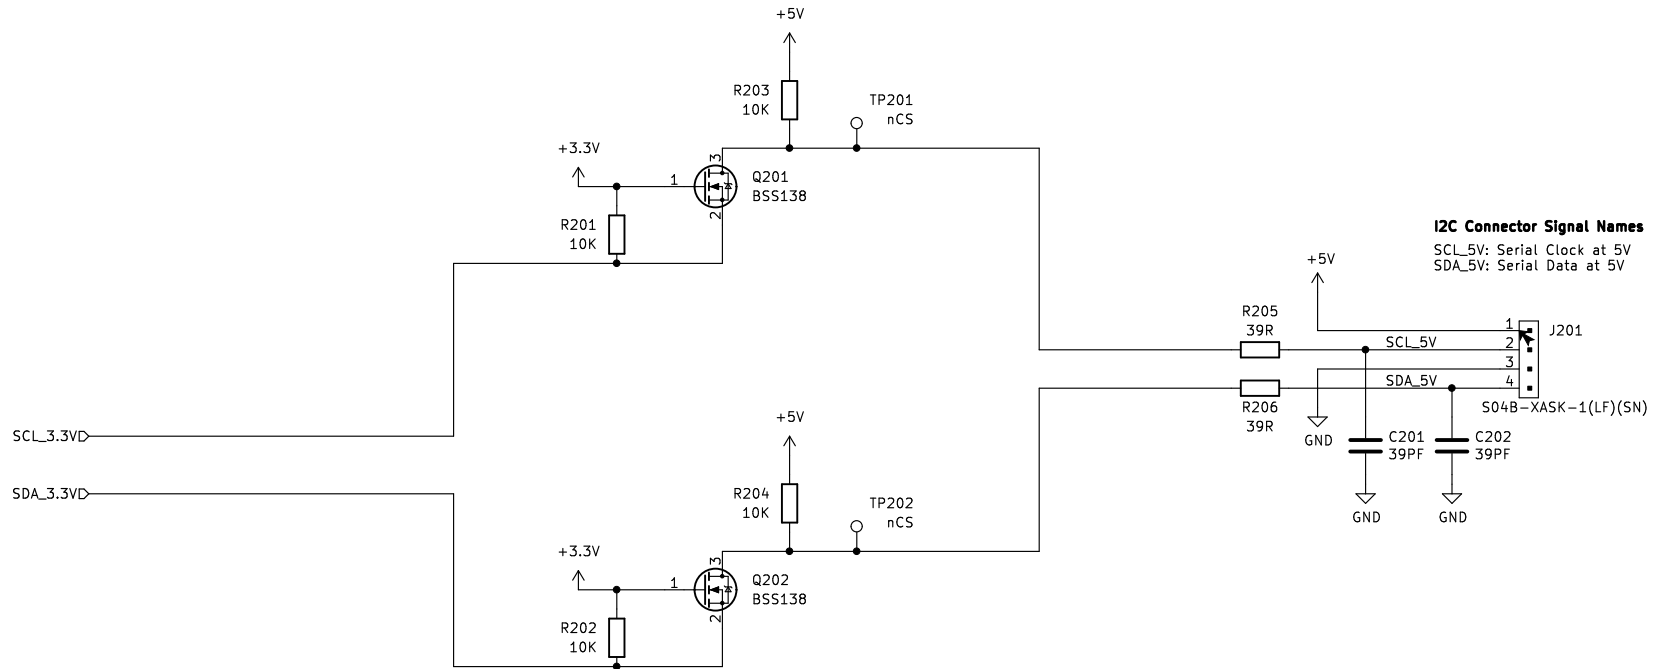 +5V
R203
10K
TP201
nCS
+3.3V
1
3
2
Q201
BSS138
R201
10K
I2C Connector Signal Names
SCL_5V: Serial Clock at 5V
SDA_5V: Serial Data at 5V
+5V
R205
39R
1
2
3
4
J201
SCL_5V
SDA_5V
S04B-XASK-1(LF)(SN)
R206
39R
GND
C201
39PF
C202
39PF
GND
GND
SCL_3.3V
SDA_3.3V
+5V
R204
10K
TP202
nCS
+3.3V
1
3
2
Q202
BSS138
R202
10K